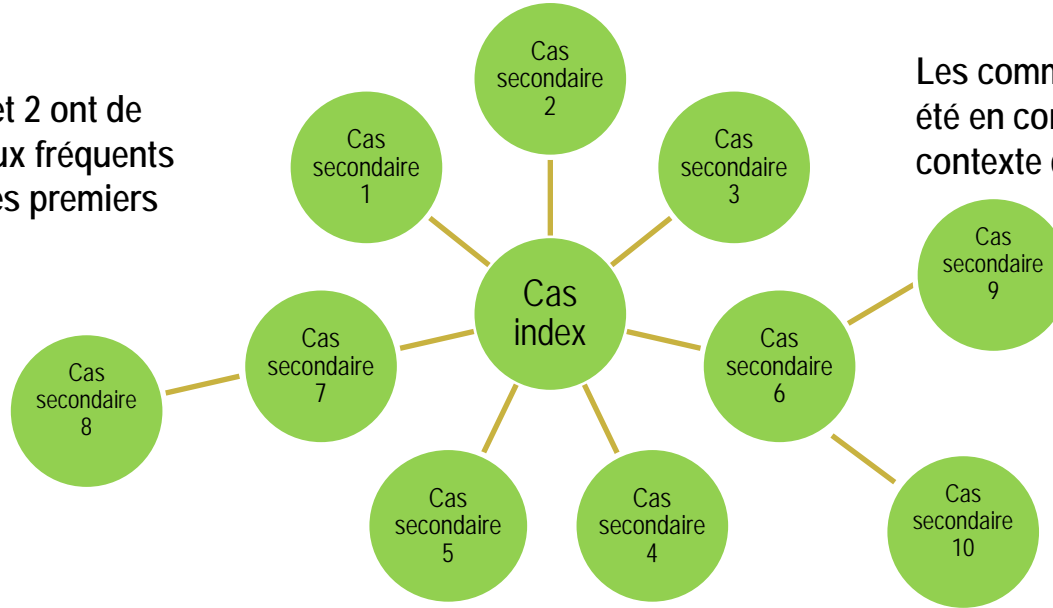 et 2 ont de
ux fréquents
es premiers
Cas
secondaire
1
Cas
secondaire
2
Cas
secondaire
3
Les comm
été en con
contexte
Cas
secondaire
9
Cas
index
Cas
secondaire
7
Cas
secondaire
6
Cas
secondaire
8
Cas
secondaire
5
Cas
secondaire
4
Cas
secondaire
10